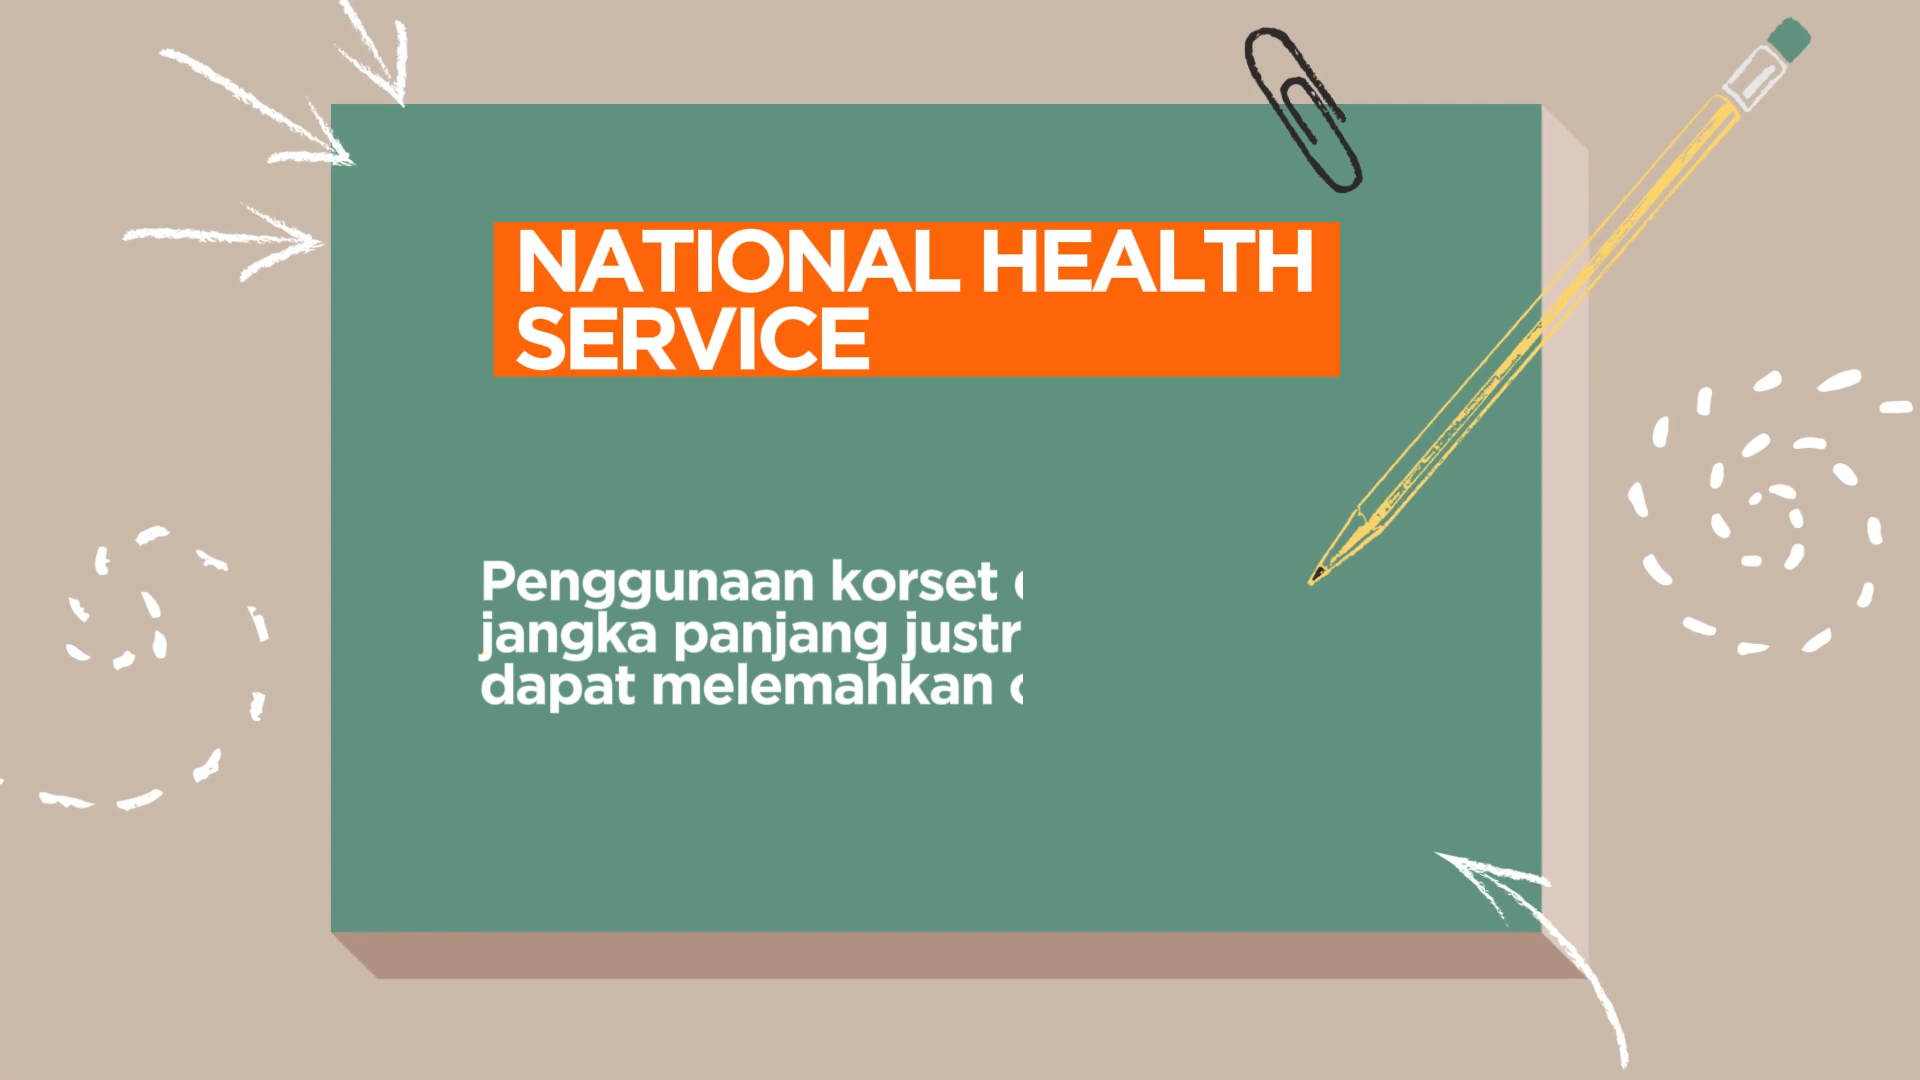 NATIONAL HEALTH
SERVICE
Penggunaan korset
jangka panjang justr
dapat melemahkan